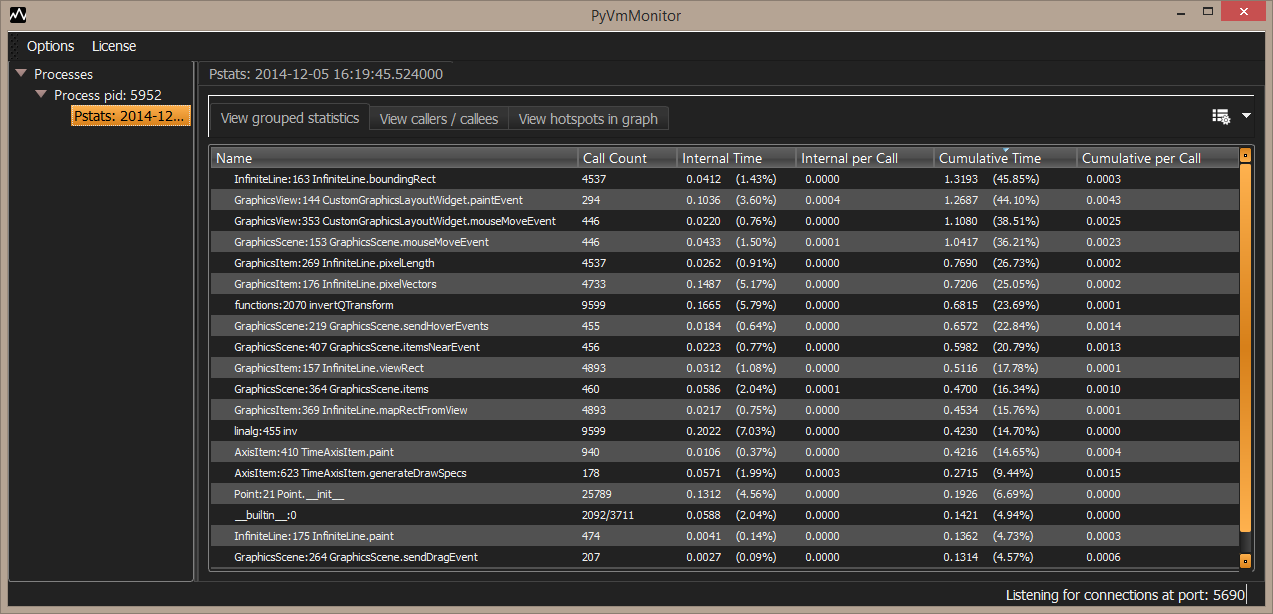 PyVmMonitor
Options License
Processes
Process pid: 5952
Pstats: 2014-12...
Pstats: 2014-12-05 16:19:45.524000
View grouped statistics View callers / callees View hotspots in graph
Name Call Count Internal Time Internal per Call Cumulative Time Cumulative per Call
InfiniteLine:163 InfiniteLine.boundingRect 4537 0.0412 (1.43%) 0.0000 1.3193 (45.85%) 0.0003
GraphicsView:144 CustomGraphicsLayoutWidget.paintEvent 294 0.1036 (3.60%) 0.0004 1.2687 (44.10%) 0.0043
GraphicsView:353 CustomGraphicsLayoutWidget.mouseMoveEvent 446 0.0220 (0.76%) 0.0000 1.1080 (38.51%) 0.0025
GraphicsScene:153 GraphicsScene.mouseMoveEvent 446 0.0433 (1.50%) 0.0001 1.0417 (36.21%) 0.0023
GraphicsItem:269 InfiniteLine.pixelLength 4537 0.0262 (0.91%) 0.0000 0.7690 (26.73%) 0.0002
GraphicsItem:176 InfiniteLine.pixelVectors 4733 0.1487 (5.17%) 0.0000 0.7206 (25.05%) 0.0002
functions:2070 invertQTransform 9599 0.1665 (5.79%) 0.0000 0.6815 (23.69%) 0.0001
GraphicsScene:219 GraphicsScene.sendHoverEvents 455 0.0184 (0.64%) 0.0000 0.6572 (22.84%) 0.0014
GraphicsScene:407 GraphicsScene.itemsNearEvent 456 0.0223 (0.77%) 0.0000 0.5982 (20.79%) 0.0013
GraphicsItem:157 InfiniteLine.viewRect 4893 0.0312 (1.08%) 0.0000 0.5116 (17.78%) 0.0001
GraphicsScene:364 GraphicsScene.items 460 0.0586 (2.04%) 0.0001 0.4700 (16.34%) 0.0010
GraphicsItem:369 InfiniteLine.mapRectFromView 4893 0.0217 (0.75%) 0.0000 0.4534 (15.76%) 0.0001
linalg:455 inv 9599 0.2022 (7.03%) 0.0000 0.4230 (14.70%) 0.0000
AxisItem:410 TimeAxisItem.paint 940 0.0106 (0.37%) 0.0000 0.4216 (14.65%) 0.0004
AxisItem:623 TimeAxisItem.generateDrawSpecs 178 0.0571 (1.99%) 0.0003 0.2715 (9.44%) 0.0015
Point:21 Point.__init__ 25789 0.1312 (4.56%) 0.0000 0.1926 (6.69%) 0.0000
__builtin__:0 2092/3711 0.0588 (2.04%) 0.0000 0.1421 (4.94%) 0.0000
InfiniteLine:175 InfiniteLine.paint 474 0.0041 (0.14%) 0.0000 0.1362 (4.73%) 0.0003
GraphicsScene:264 GraphicsScene.sendDragEvent 207 0.0027 (0.09%) 0.0000 0.1314 (4.57%) 0.0006
Listening for connections at port: 5690